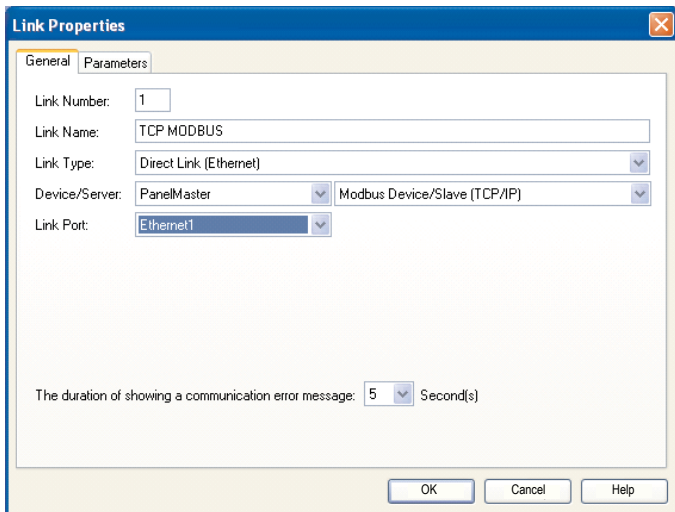 Link Properties
General Parameters
Link Number: 1
Link Name: TCP MODBUS
Link Type: Direct Link (Ethernet)
Device/Server: PanelMaster Modbus Device/Slave (TCP/IP)
Link Port: Ethernet1
The duration of showing a communication error message: 5 Second(s)
OK Cancel Help